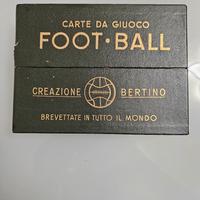 CARTE DA GIUOCO
FOOT·BALL
CREAZIONE BERTINO
BREVETTATE IN TUTTO IL MONDO